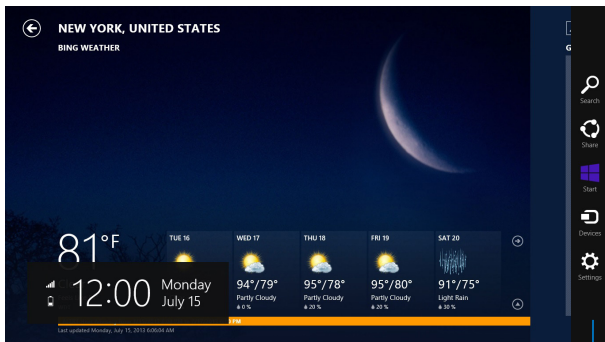 NEW YORK, UNITED STATES
BING WEATHER
81°F
TUE 16
WED 17
94°/79°
Partly Cloudy
0 %
THU 18
95°/78°
Partly Cloudy
20 %
FRI 19
95°/80°
Partly Cloudy
20 %
SAT 20
91°/75°
Light Rain
30 %
12:00
Monday
July 15
PM
Last updated Monday, July 15, 2013 6:06:04 AM
G
Search
Share
Start
Devices
Settings